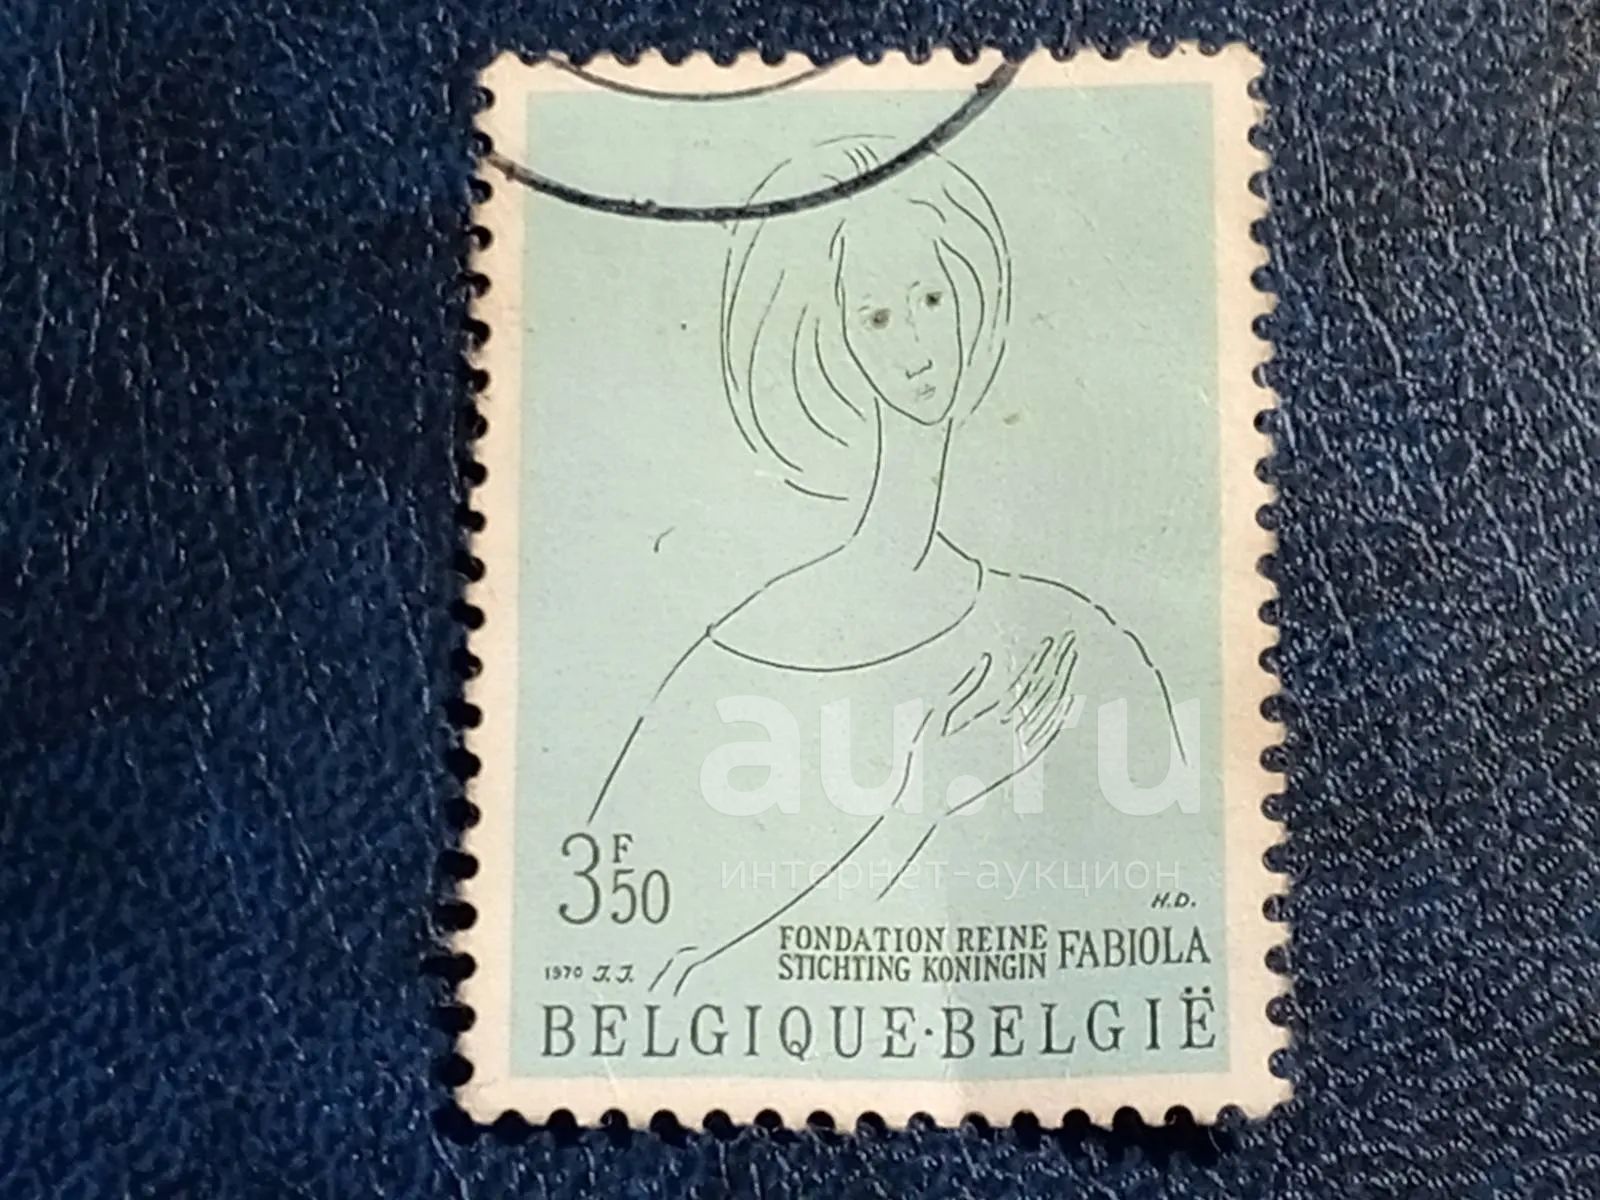 au.ru
интернет-аукцион
3F50
H.D.
FONDATION REINE FABIOLA
STICHTING KONINGIN
1970 J.J.
BELGIQUE·BELGIË